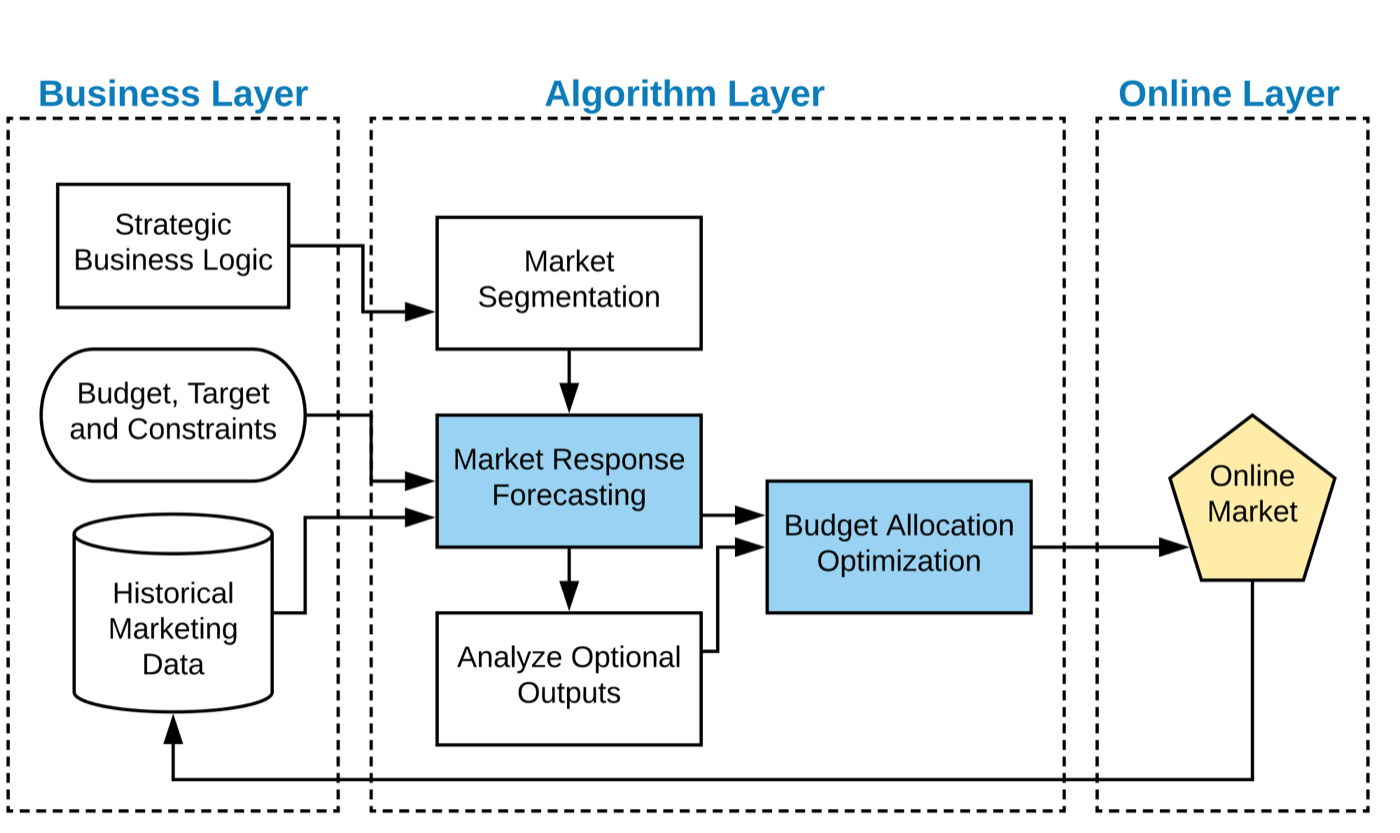 Business Layer
Algorithm Layer
Online Layer
Strategic
Business Logic
Budget, Target
and Constraints
Historical
Marketing
Data
Market
Segmentation
Market Response
Forecasting
Analyze Optional
Outputs
Budget Allocation
Optimization
Online
Market